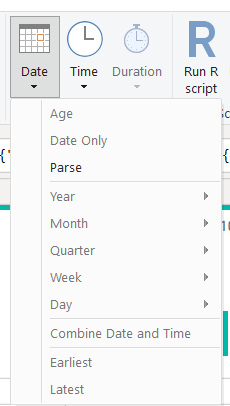 Date
Time
Duration
R
Run R
script
Age
Date Only
Parse
Year
Month
Quarter
Week
Day
Combine Date and Time
Earliest
Latest